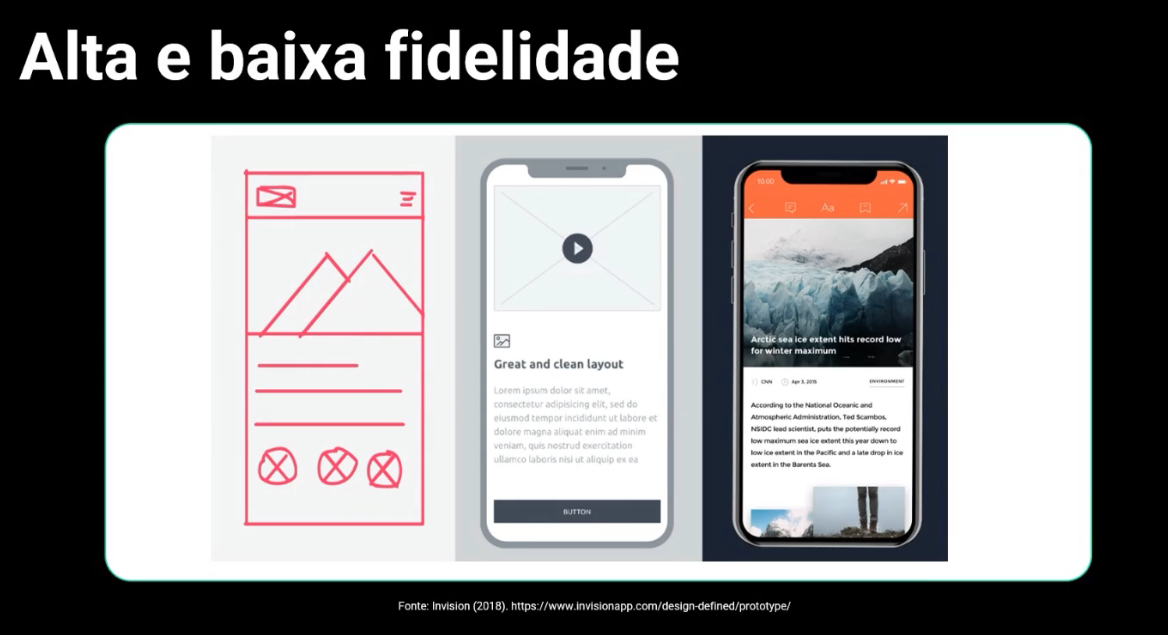 Alta e baixa fidelidade
Great and clean layout
Lorem ipsum dolor sit amet,
consectetur adipisicing elit, sed do
eiusmod tempor incididunt ut labore et
dolore magna aliquat enim ad minim
veniam, quis nostrud exercitation
ullamco laboris nisi ut aliquip ex ea
BUTTON
10:00
Aa
Arctic sea ice extent hits record low
for winter maximum
CNN Apr 3, 2015 ENVIRONMENT
According to the National Oceanic and
Atmospheric Administration, Ted Scambos,
NSIDC lead scientist, puts the potentially record
low maximum sea ice extent this year down to
low ice extent in the Pacific and a late drop in ice
extent in the Barents Sea.
Fonte: Invision (2018). https://www.invisionapp.com/design-defined/prototype/